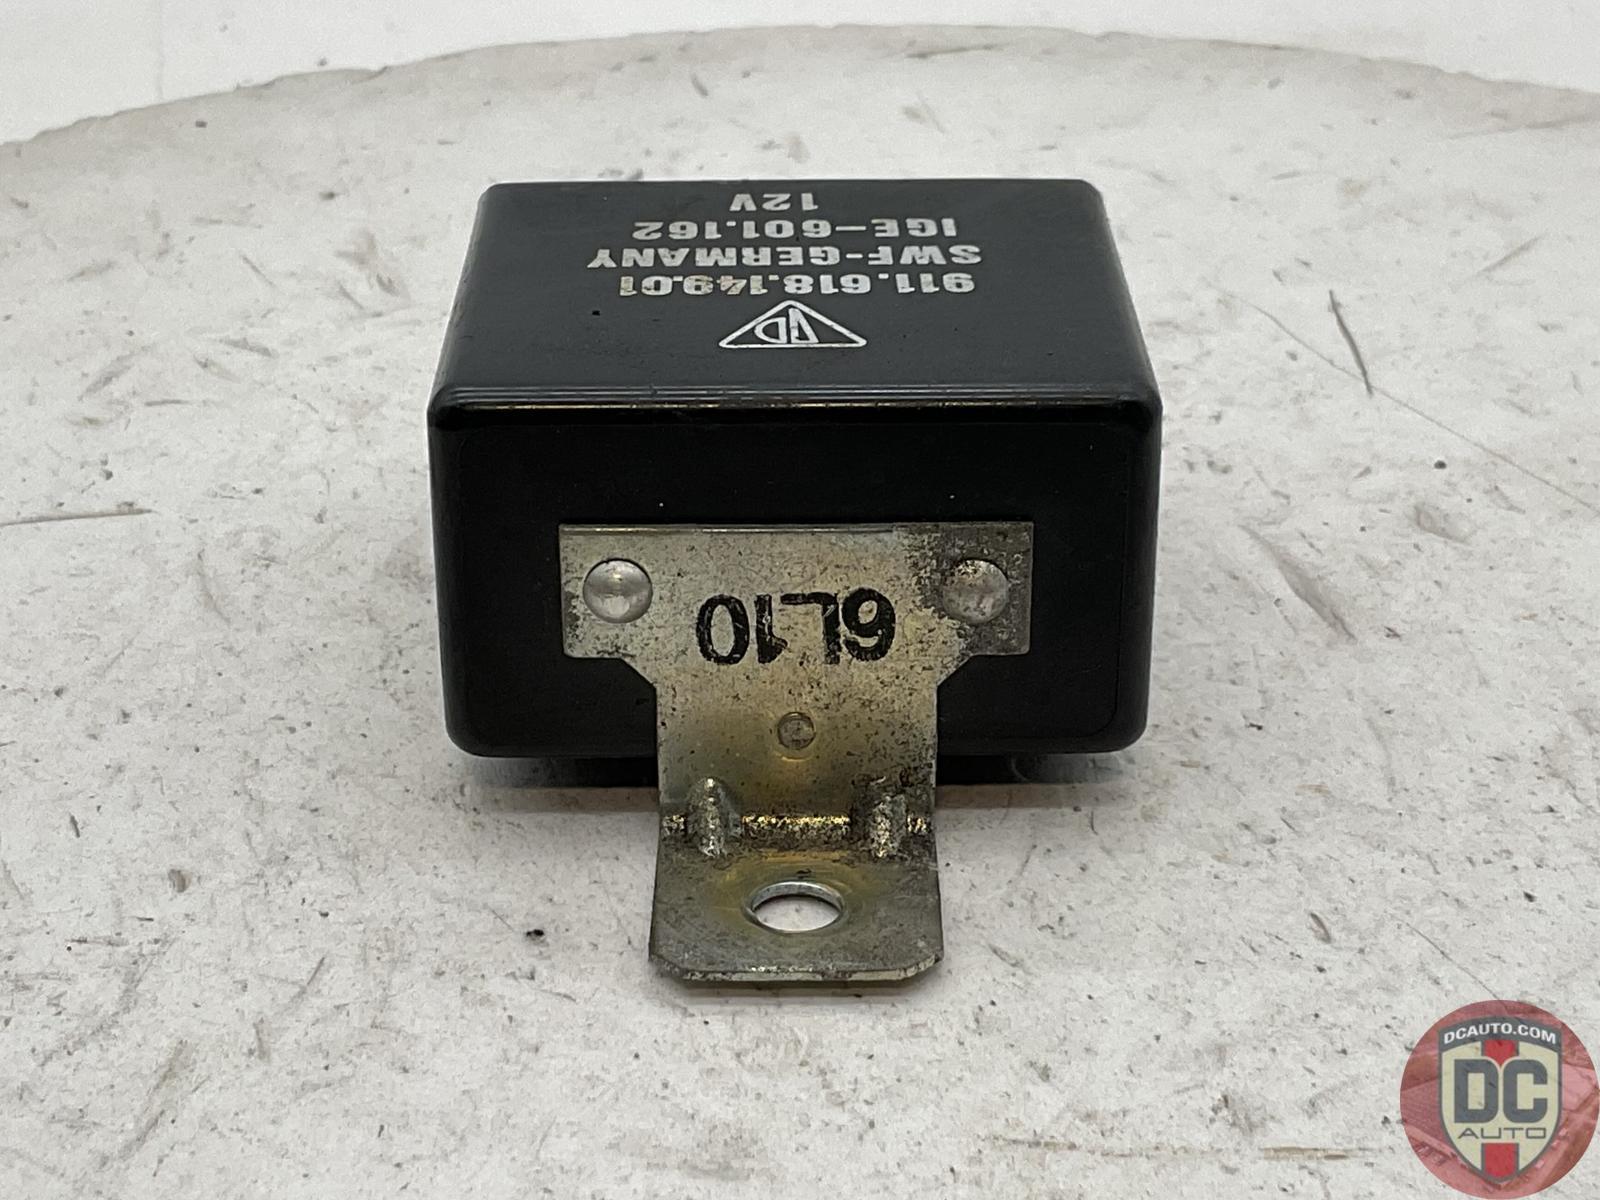 911.618.149.01
SWF-GERMANY
IGE-601.162
12V
6L10
DCAUTO.COM
DC
AUTO